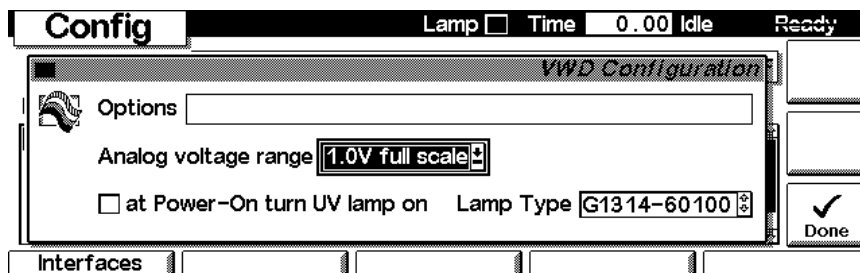 Config Lamp Time 0.00 Idle Ready
VWD Configuration
Options
Analog voltage range 1.0V full scale
at Power-On turn UV lamp on Lamp Type G1314-60100
Done
Interfaces